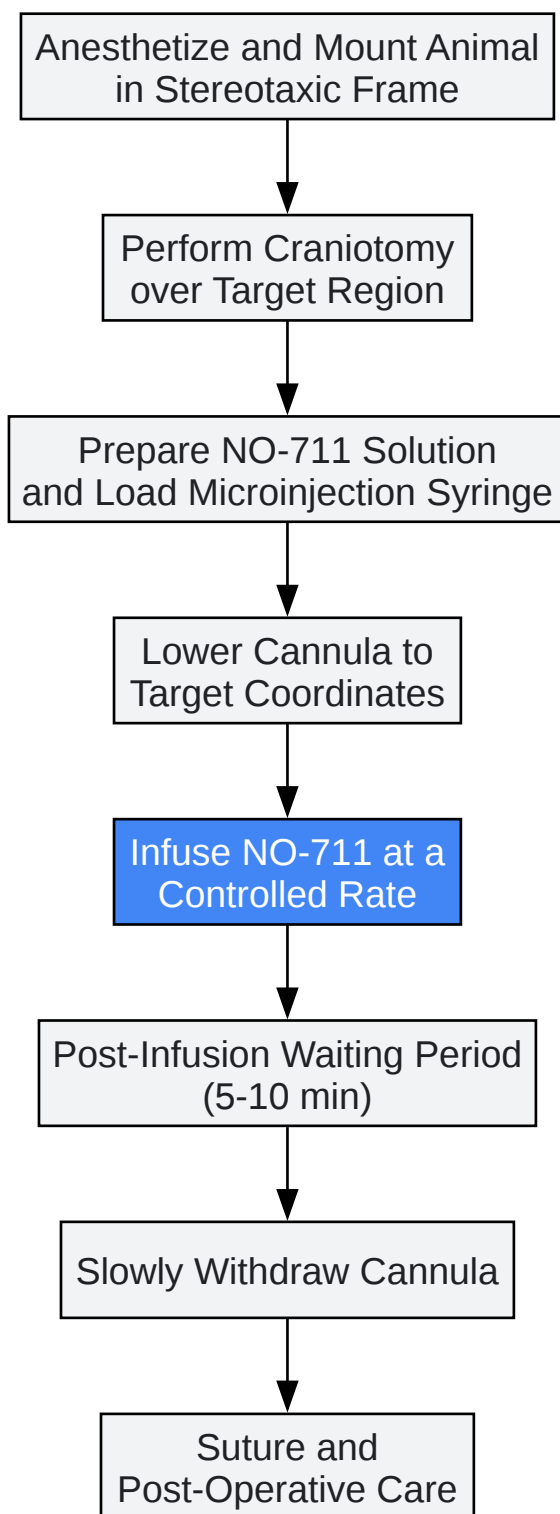 Anesthetize and Mount Animal
in Stereotaxic Frame
Perform Craniotomy
over Target Region
Prepare NO-711 Solution
and Load Microinjection Syringe
Lower Cannula to
Target Coordinates
Infuse NO-711 at a
Controlled Rate
Post-Infusion Waiting Period
(5-10 min)
Slowly Withdraw Cannula
Suture and
Post-Operative Care